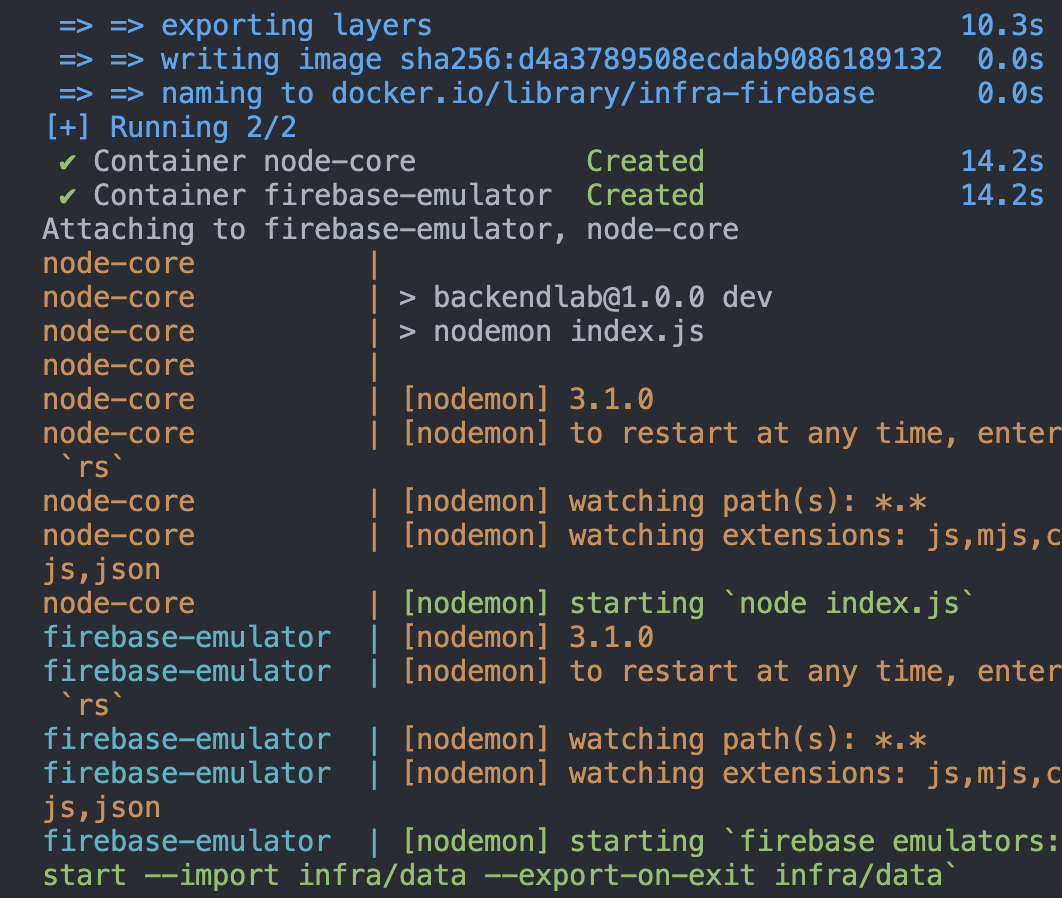 => => exporting layers 10.3s
=> => writing image sha256:d4a3789508ecdab9086189132 0.0s
=> => naming to docker.io/library/infra-firebase 0.0s
[+] Running 2/2
✔ Container node-core Created 14.2s
✔ Container firebase-emulator Created 14.2s
Attaching to firebase-emulator, node-core
node-core |
node-core | > backendlab@1.0.0 dev
node-core | > nodemon index.js
node-core |
node-core | [nodemon] 3.1.0
node-core | [nodemon] to restart at any time, enter
`rs`
node-core | [nodemon] watching path(s): *.*
node-core | [nodemon] watching extensions: js,mjs,c
js,json
node-core | [nodemon] starting `node index.js`
firebase-emulator | [nodemon] 3.1.0
firebase-emulator | [nodemon] to restart at any time, enter
`rs`
firebase-emulator | [nodemon] watching path(s): *.*
firebase-emulator | [nodemon] watching extensions: js,mjs,c
js,json
firebase-emulator | [nodemon] starting `firebase emulators:
start --import infra/data --export-on-exit infra/data`